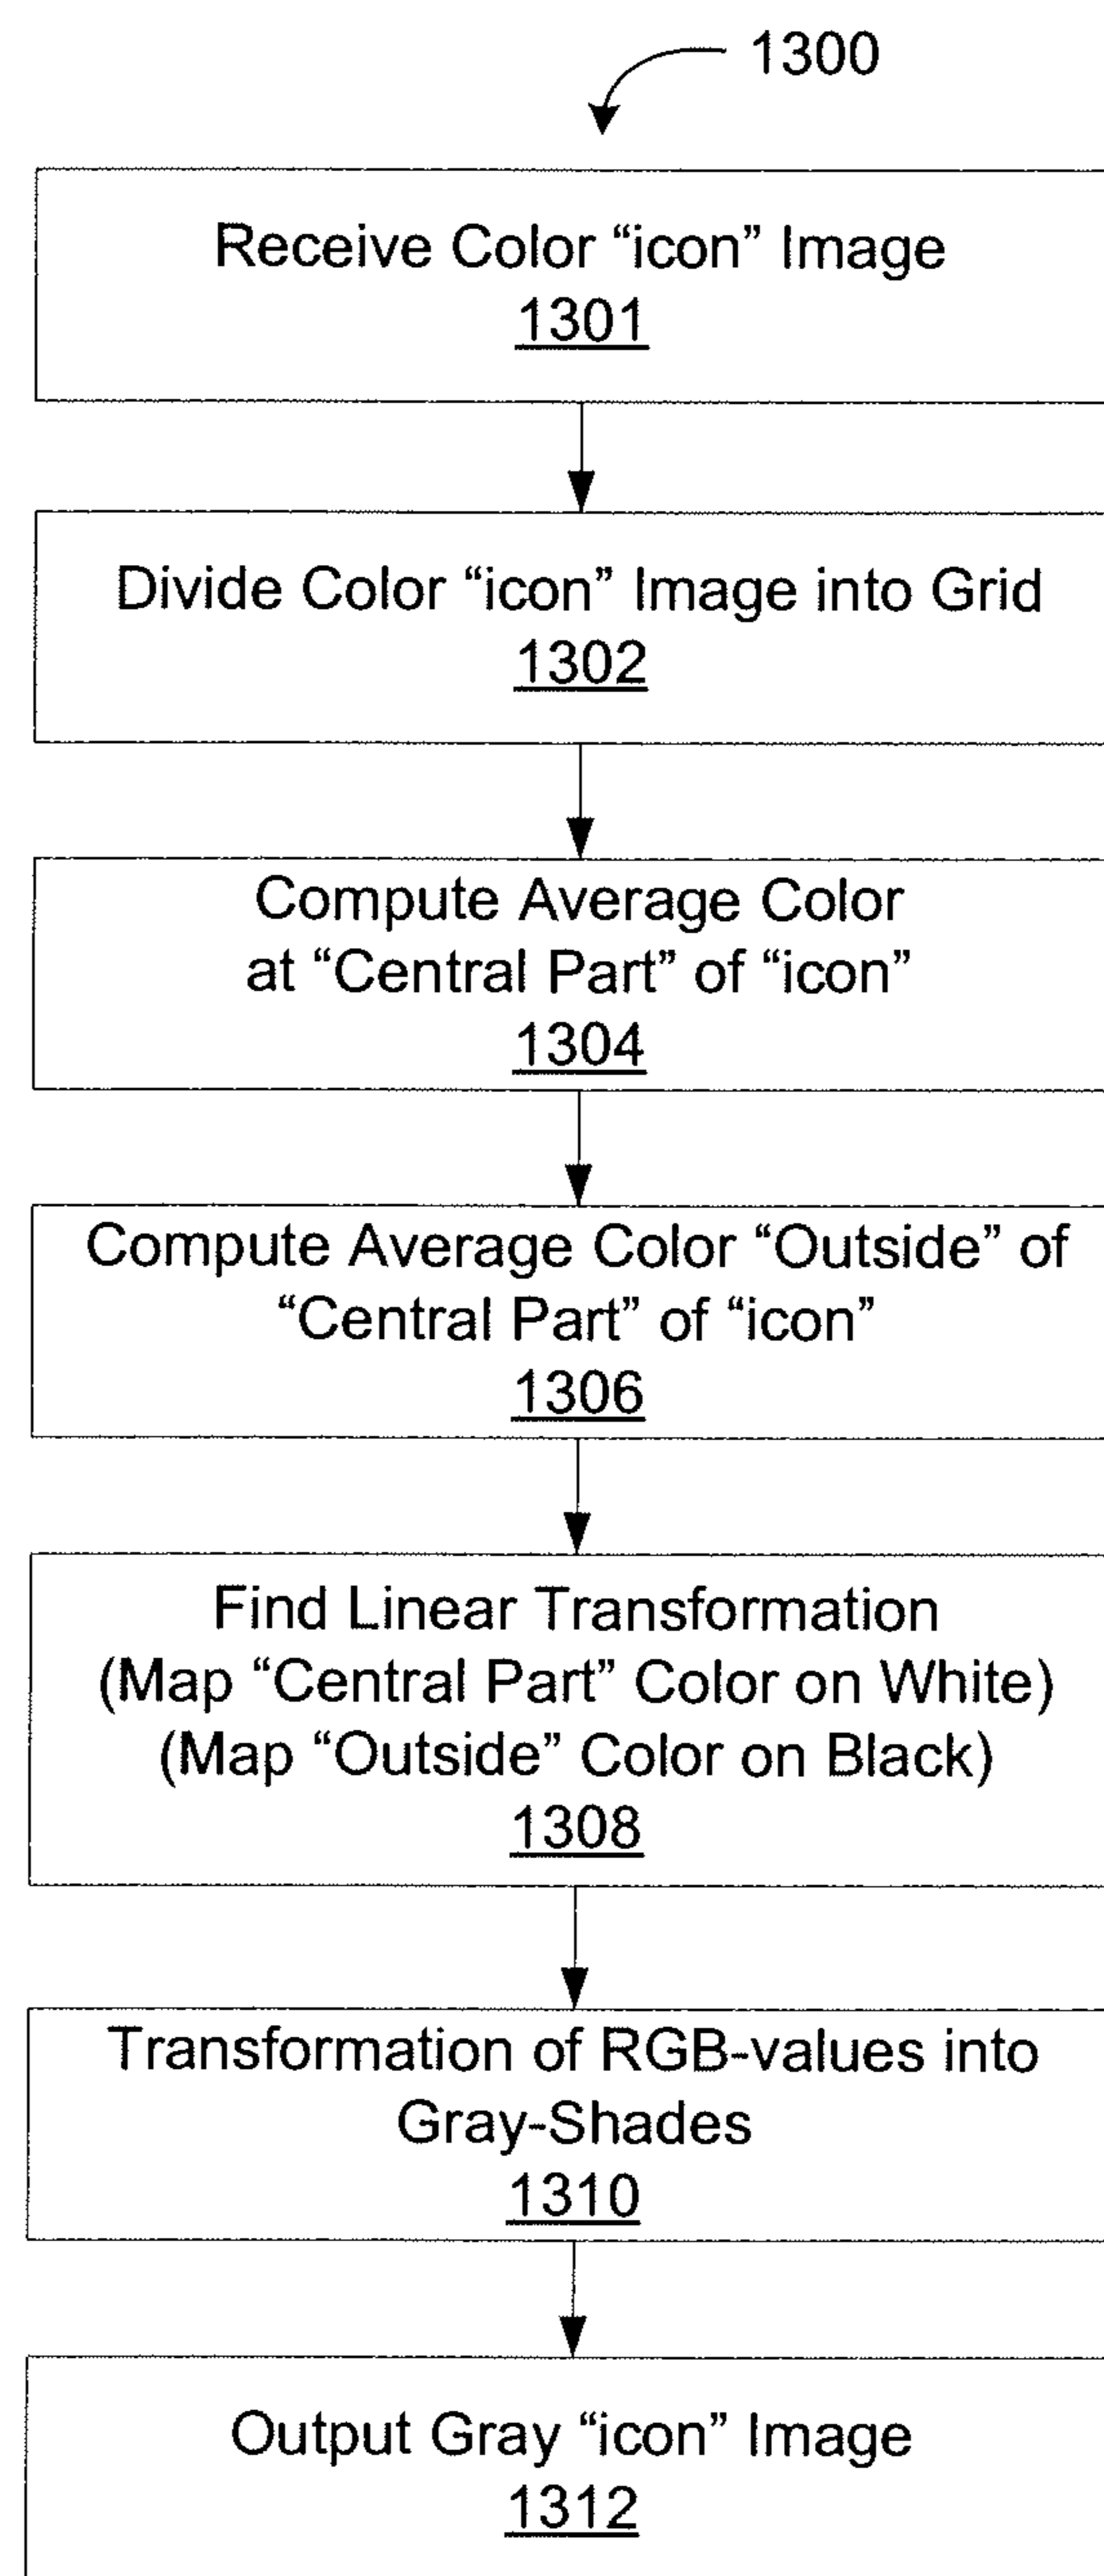 1300
Receive Color “icon” Image
1301
Divide Color “icon” Image into Grid
1302
Compute Average Color
at “Central Part” of “icon”
1304
Compute Average Color “Outside” of
“Central Part” of “icon”
1306
Find Linear Transformation
(Map “Central Part” Color on White)
(Map “Outside” Color on Black)
1308
Transformation of RGB-values into
Gray-Shades
1310
Output Gray “icon” Image
1312